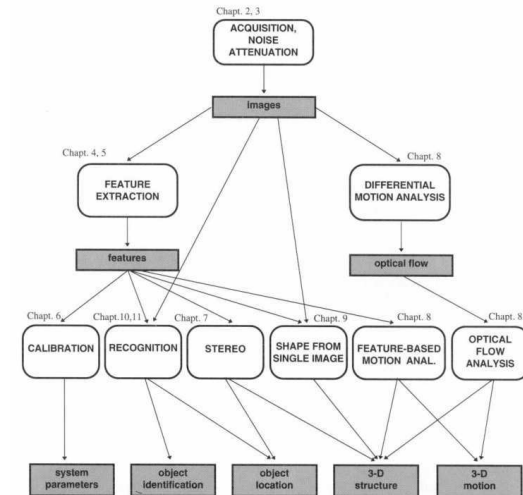 Chapt. 2, 3
ACQUISITION,
NOISE
ATTENUATION
images
Chapt. 4, 5
FEATURE
EXTRACTION
Chapt. 8
DIFFERENTIAL
MOTION ANALYSIS
features
optical flow
Chapt. 6
CALIBRATION
Chapt.10,11
RECOGNITION
Chapt. 7
STEREO
Chapt. 9
SHAPE FROM
SINGLE IMAGE
Chapt. 8
FEATURE-BASED
MOTION ANAL.
Chapt. 8
OPTICAL
FLOW
ANALYSIS
system
parameters
object
identification
object
location
3-D
structure
3-D
motion